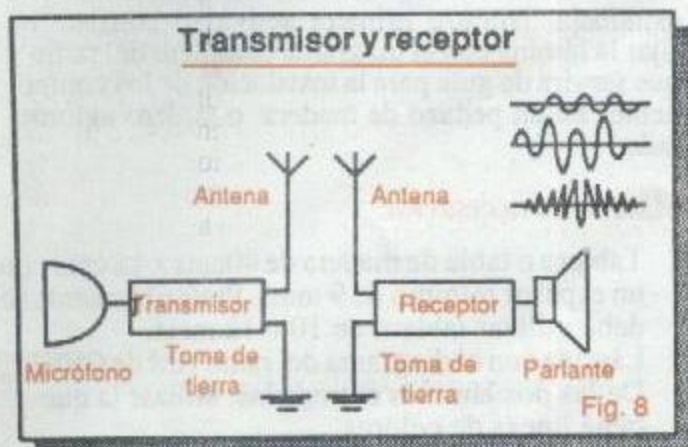 Transmisor y receptor
Antena
Antena
Transmisor
Receptor
Micrófono
Toma de
tierra
Toma de
tierra
Parlante
Fig. 8